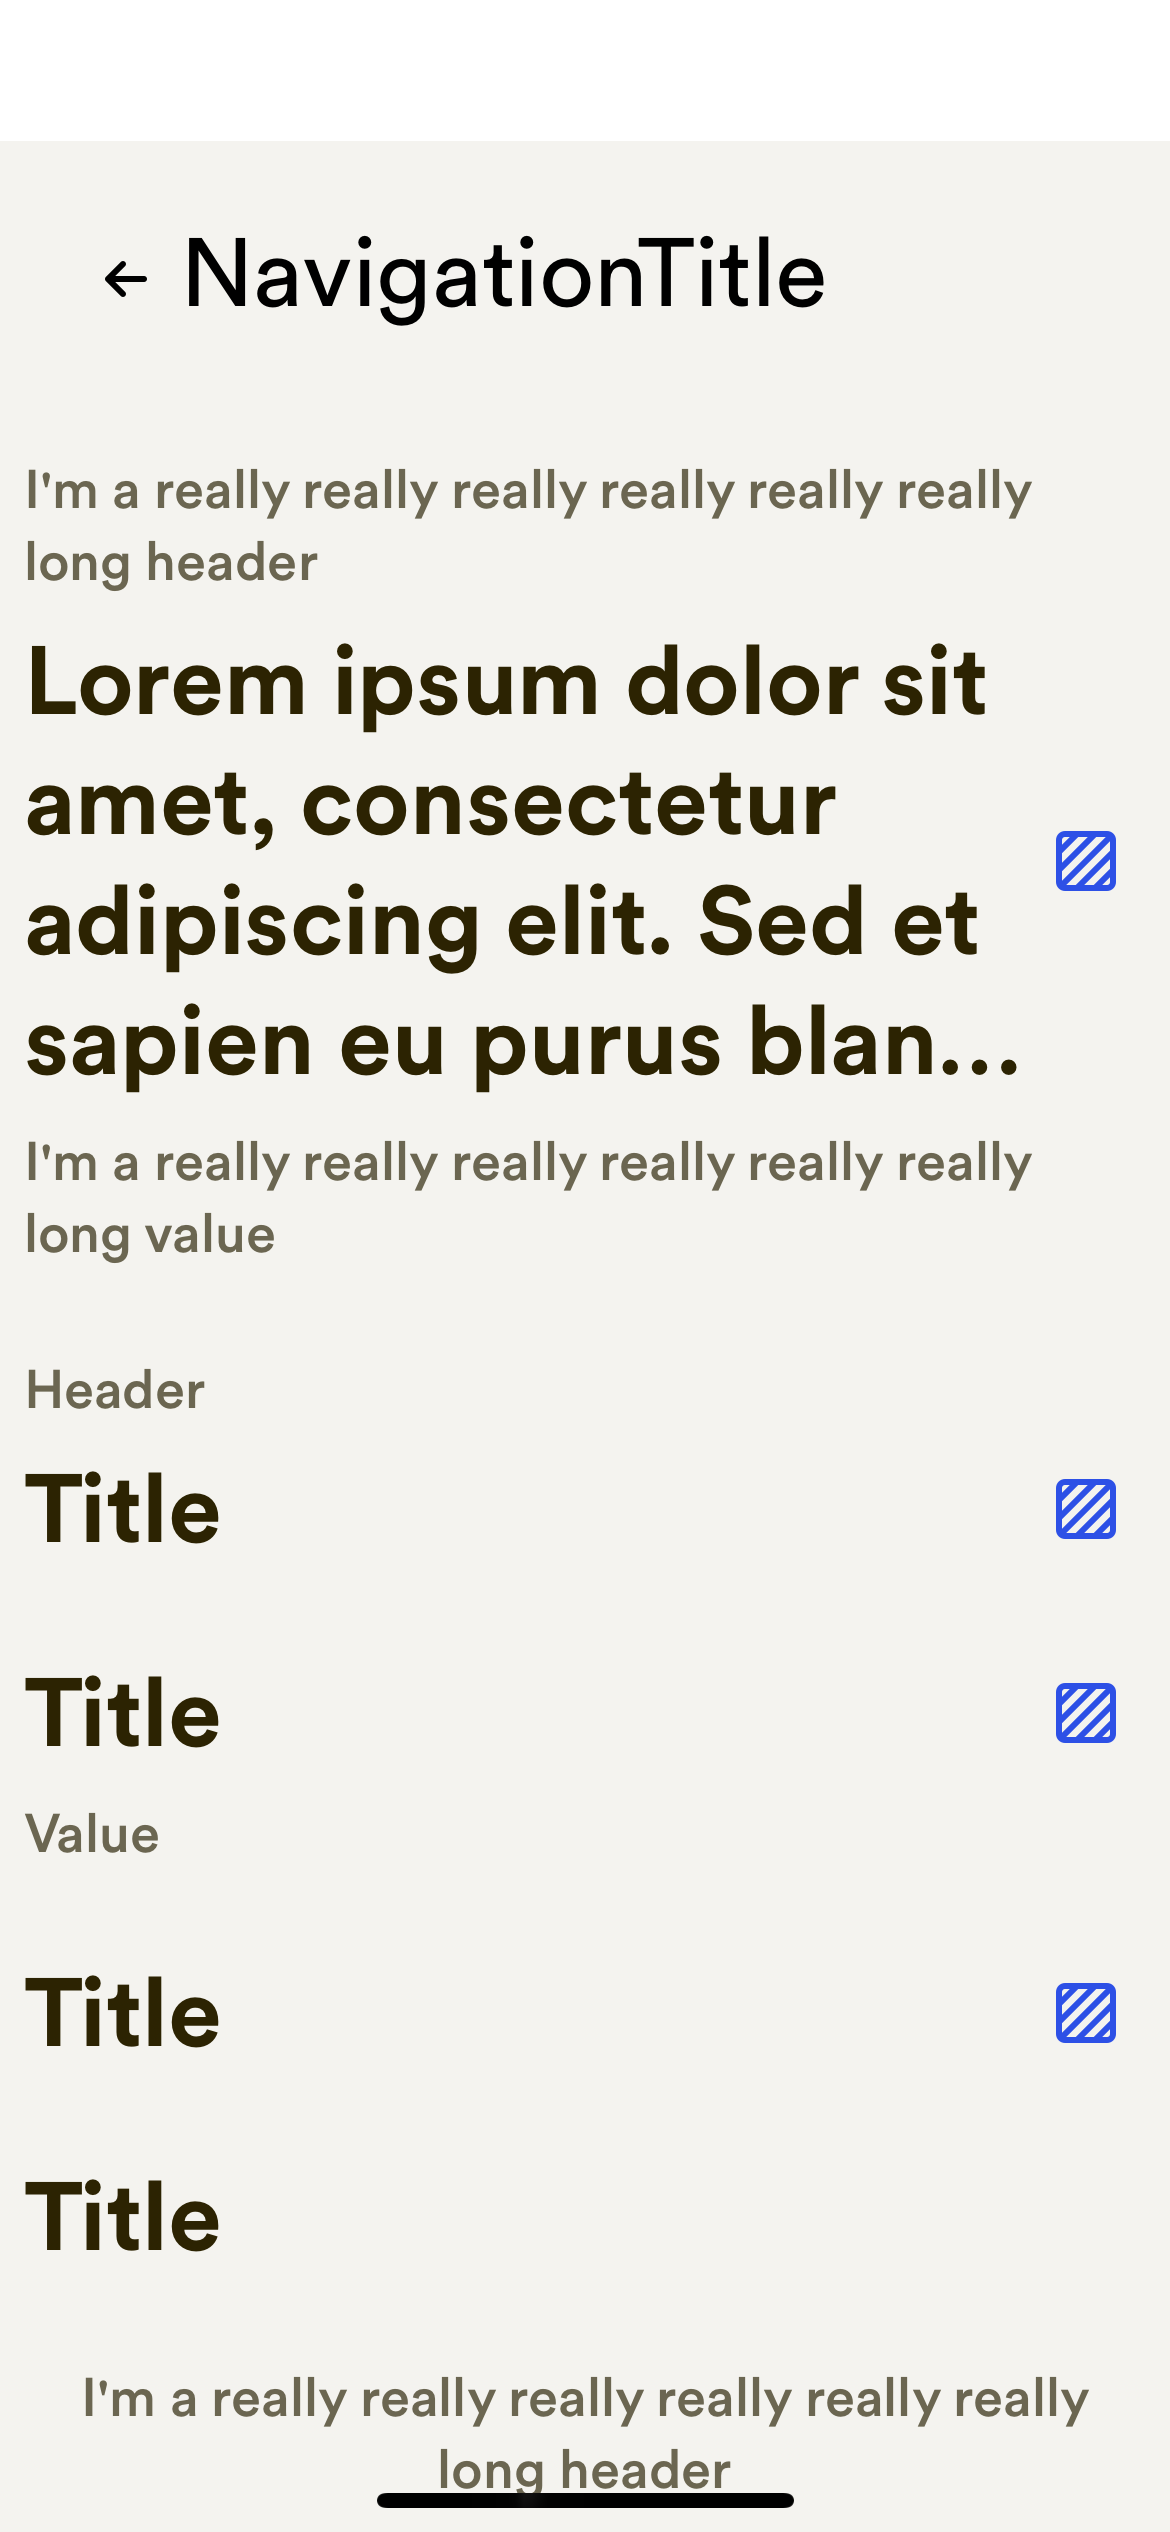 NavigationTitle
I'm a really really really really really really
long header
Lorem ipsum dolor sit
amet, consectetur
adipiscing elit. Sed et
sapien eu purus blan...
I'm a really really really really really really
long value
Header
Title
Title
Value
Title
Title
I'm a really really really really really really
long header